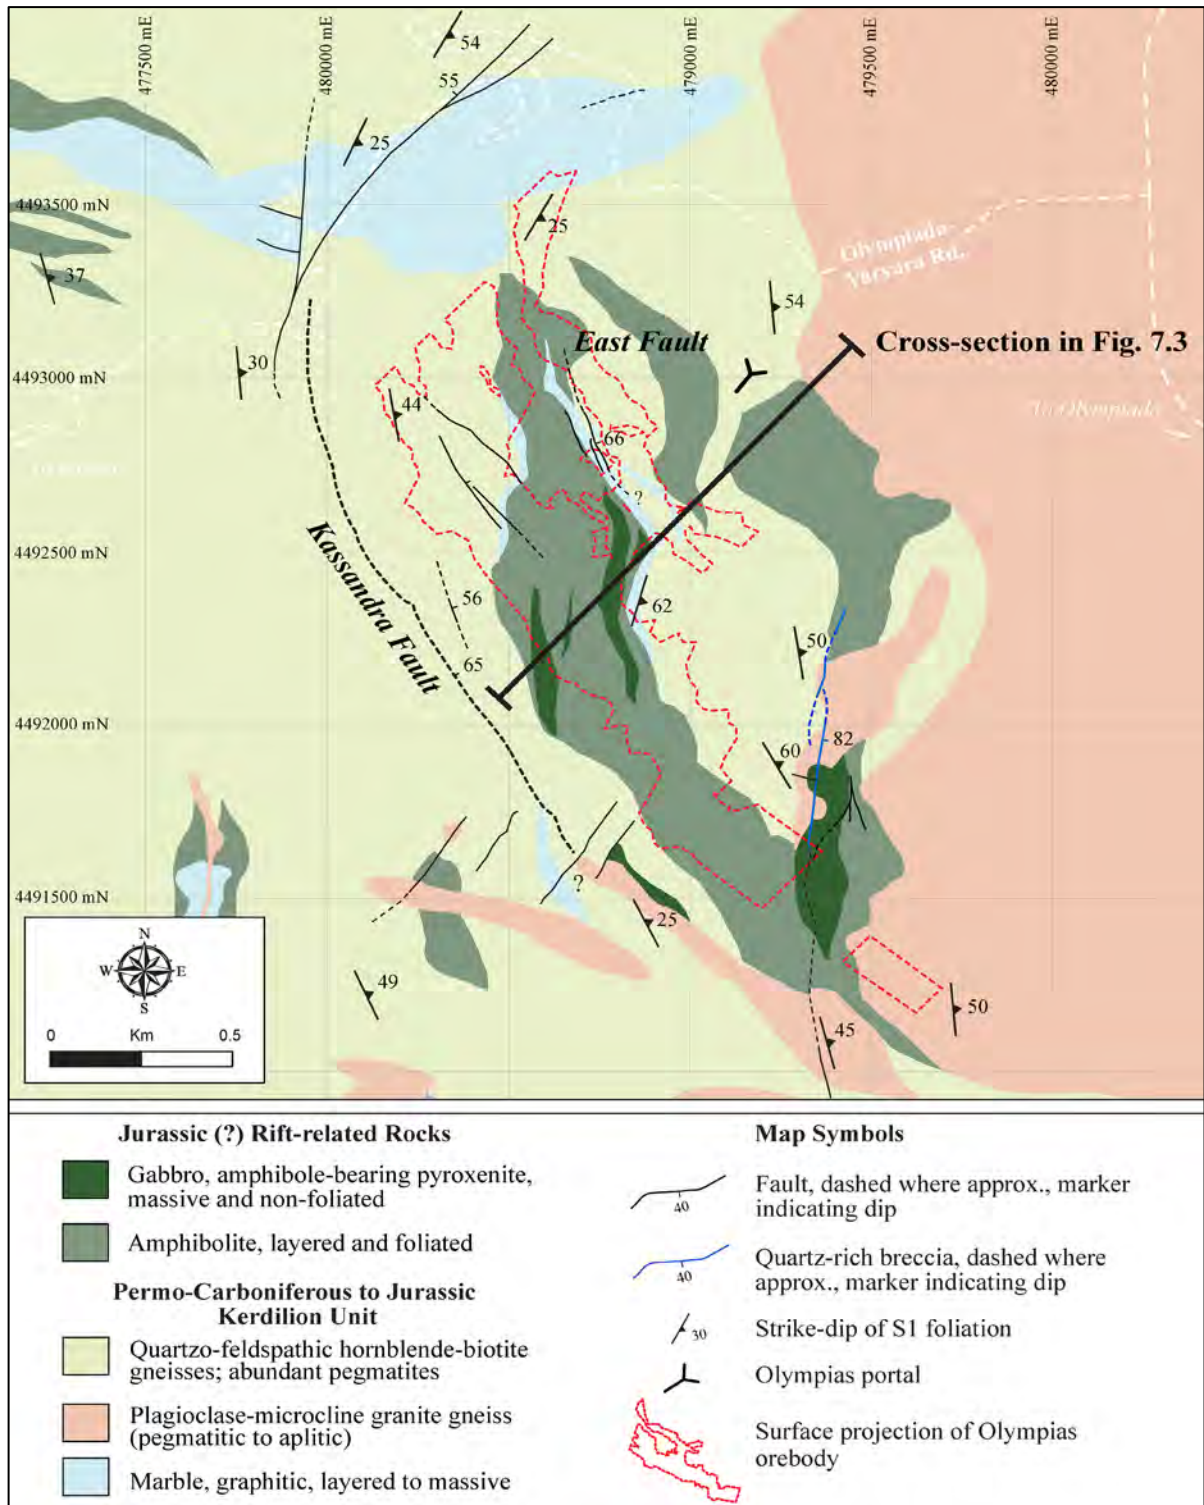 477500 mE
480000 mE
479000 mE
479500 mE
480000 mE
54
55
25
4493500 mN
25
Olympiada-
Varvara Rd.
37
54
30
East Fault
Cross-section in Fig. 7.3
4493000 mN
44
To Olympiada
66
?
4492500 mN
Kassandra Fault
56
62
65
50
4492000 mN
82
60
?
4491500 mN
25
N
W E
S
49
50
0 Km 0.5
45
Jurassic (?) Rift-related Rocks
Gabbro, amphibole-bearing pyroxenite,
massive and non-foliated
Amphibolite, layered and foliated
Permo-Carboniferous to Jurassic
Kerdilion Unit
Quartzo-feldspathic hornblende-biotite
gneisses; abundant pegmatites
Plagioclase-microcline granite gneiss
(pegmatitic to aplitic)
Marble, graphitic, layered to massive
Map Symbols
40
Fault, dashed where approx., marker
indicating dip
40
Quartz-rich breccia, dashed where
approx., marker indicating dip
30
Strike-dip of S1 foliation
Olympias portal
Surface projection of Olympias
orebody